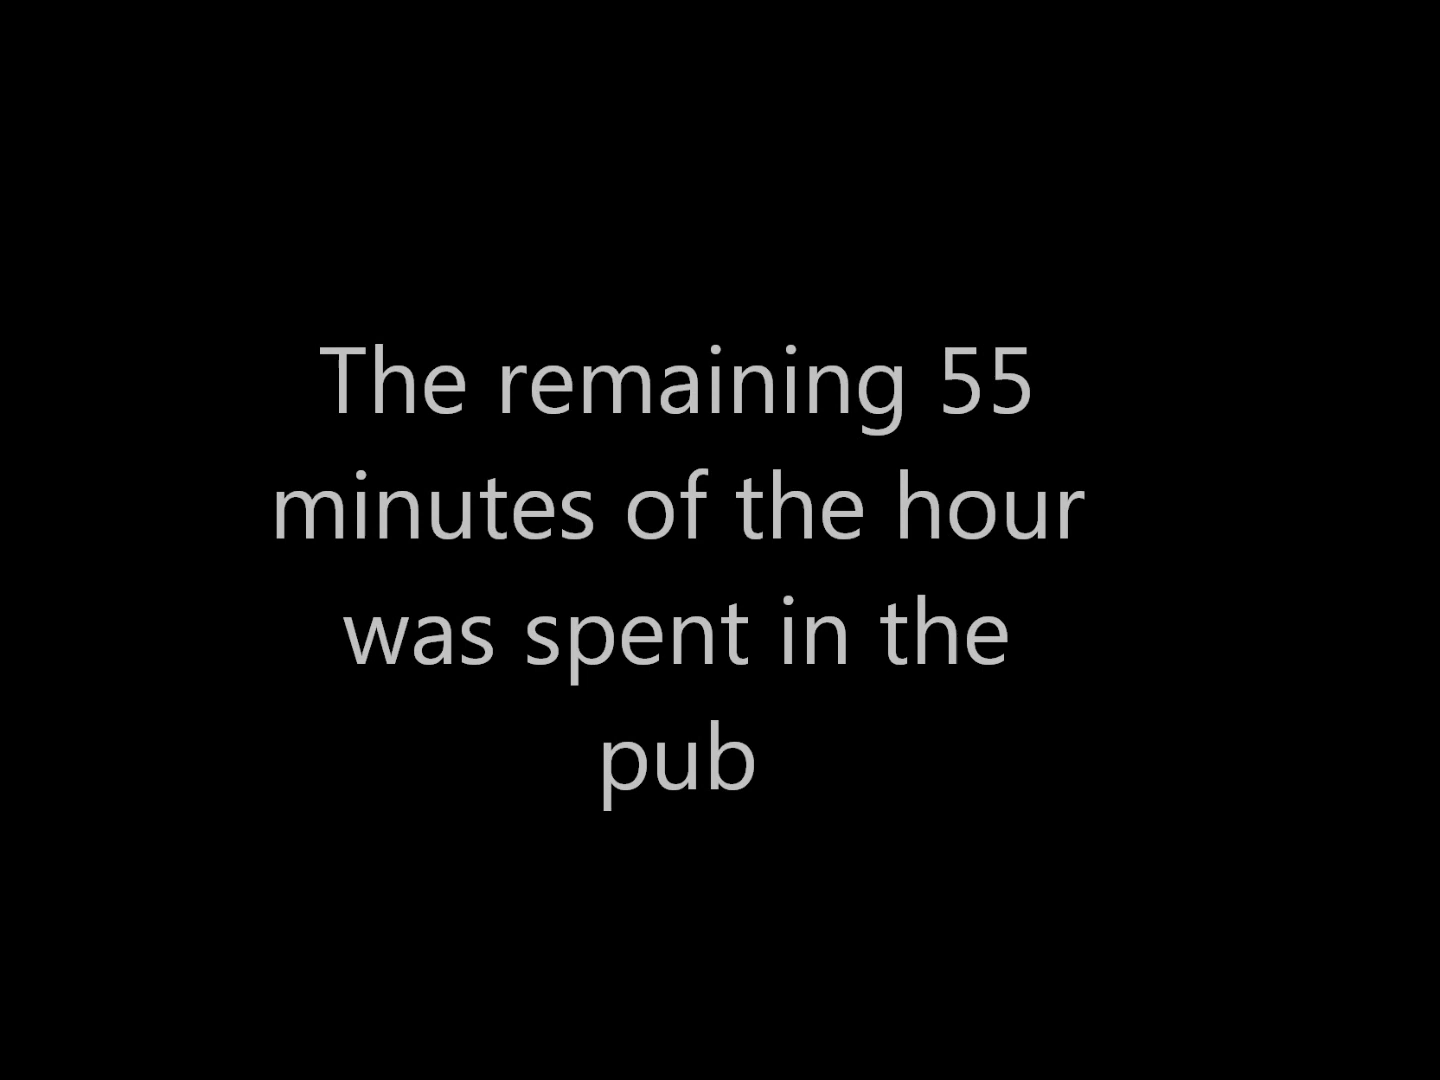 The remaining 55
minutes of the hour
was spent in the
pub